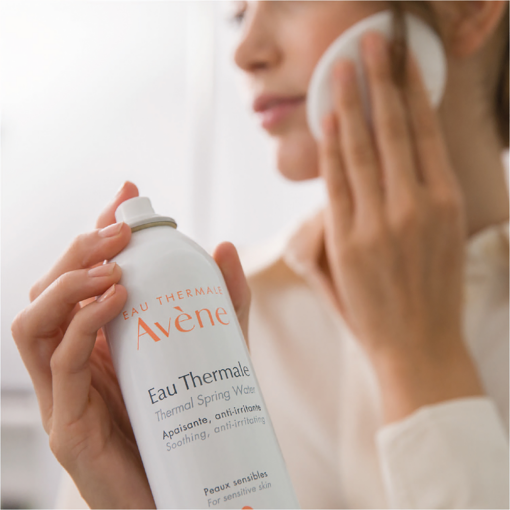 EAU THERMALE
Avène
Eau Thermale
Thermal Spring Water
Apaisante, anti-irritante
Soothing, anti-irritating
Peaux sensibles
For sensitive skin